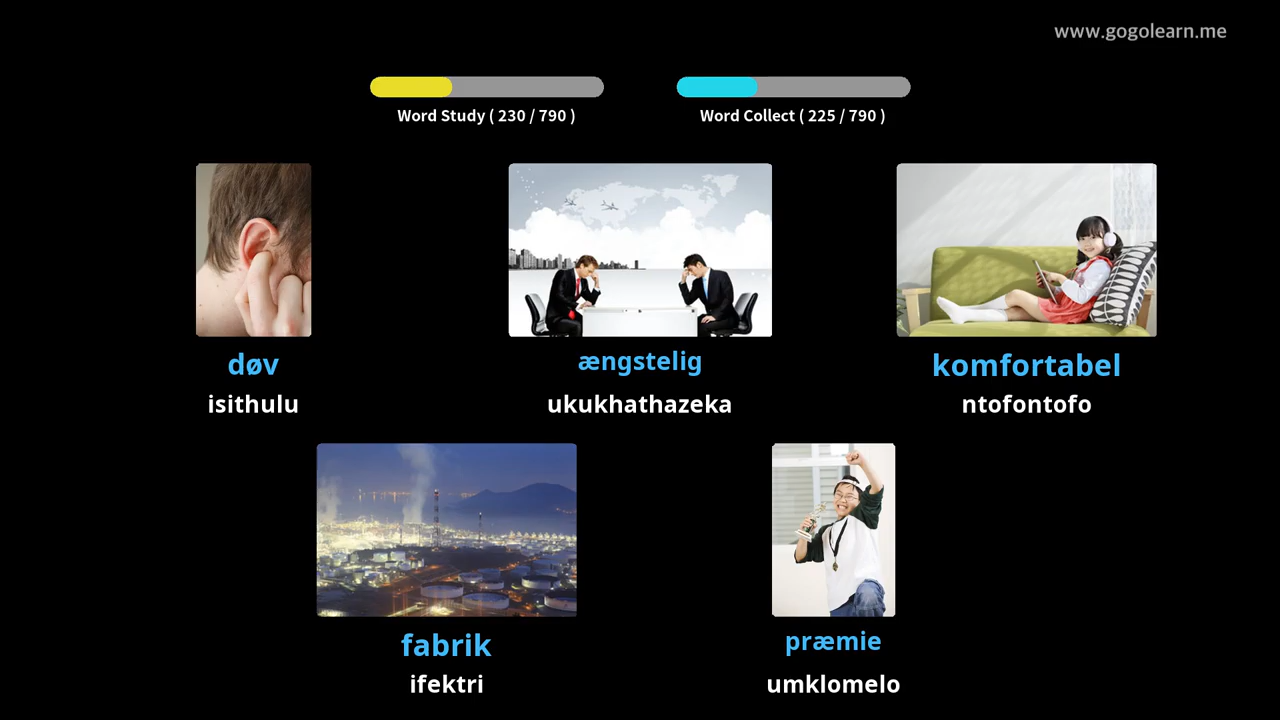 www.gogolearn.me
Word Study ( 230 / 790 )
Word Collect ( 225 / 790 )
døv
isithulu
ængstelig
ukukhathazeka
komfortabel
ntofontofo
fabrik
ifektri
præmie
umklomelo